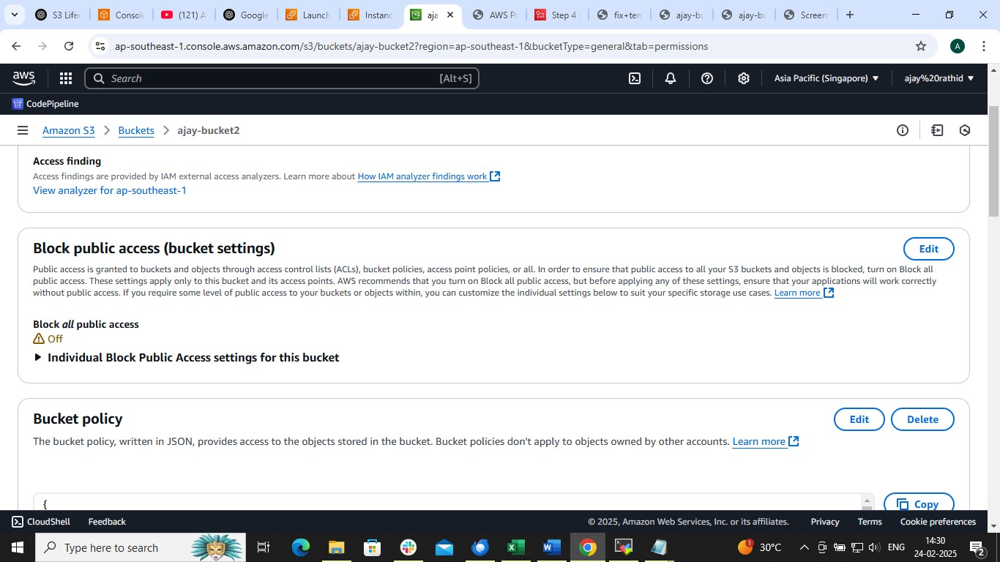 S3 Lifec
Console
(121) A
Google
Launch
Instanc
aja
AWS Po
Step 4
fix+tem
ajay-bu
ajay-bu
Screen
ap-southeast-1.console.aws.amazon.com/s3/buckets/ajay-bucket2?region=ap-southeast-1&bucketType=general&tab=permissions
A
aws
Search
[Alt+S]
Asia Pacific (Singapore)
ajay%20rathid
CodePipeline
Amazon S3
Buckets
ajay-bucket2
Access finding
Access findings are provided by IAM external access analyzers. Learn more about How IAM analyzer findings work
View analyzer for ap-southeast-1
Block public access (bucket settings)
Edit
Public access is granted to buckets and objects through access control lists (ACLs), bucket policies, access point policies, or all. In order to ensure that public access to all your S3 buckets and objects is blocked, turn on Block all
public access. These settings apply only to this bucket and its access points. AWS recommends that you turn on Block all public access, but before applying any of these settings, ensure that your applications will work correctly
without public access. If you require some level of public access to your buckets or objects within, you can customize the individual settings below to suit your specific storage use cases. Learn more
Block all public access
Off
Individual Block Public Access settings for this bucket
Bucket policy
Edit
Delete
The bucket policy, written in JSON, provides access to the objects stored in the bucket. Bucket policies don't apply to objects owned by other accounts. Learn more
{
Copy
CloudShell
Feedback
© 2025, Amazon Web Services, Inc. or its affiliates.
Privacy
Terms
Cookie preferences
Type here to search
1
30°C
ENG
14:30
24-02-2025
2